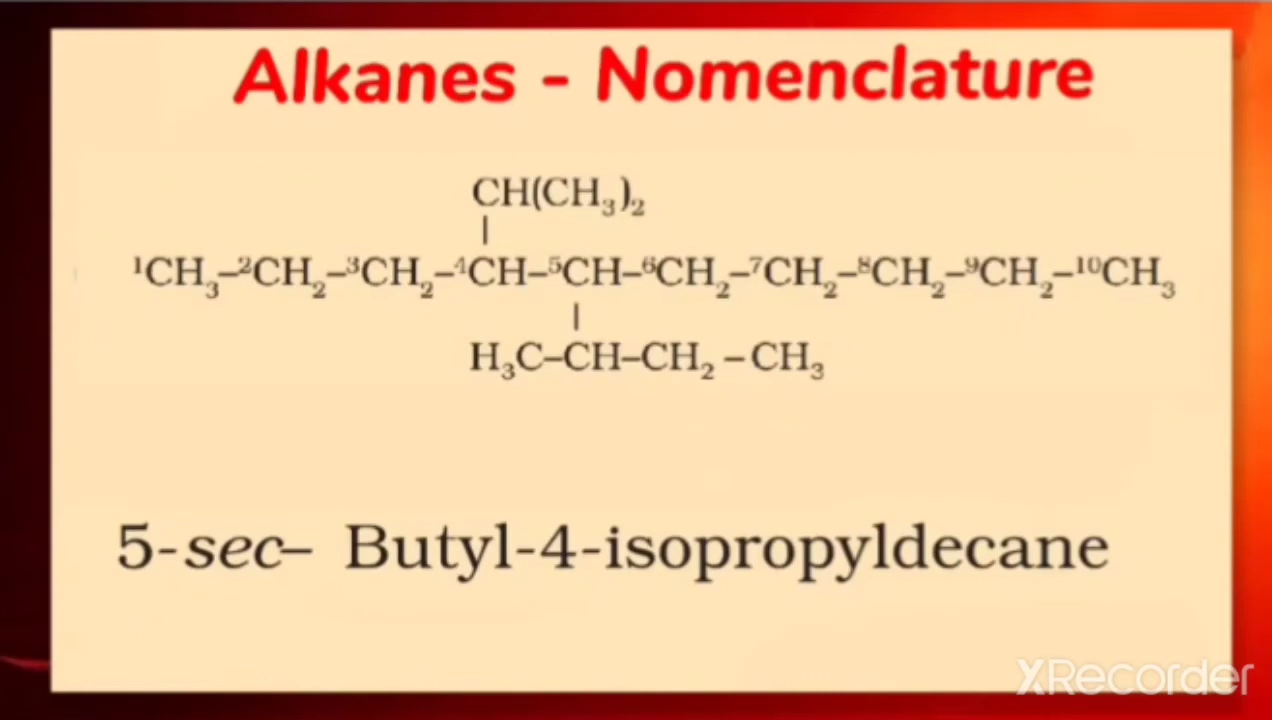 Alkanes - Nomenclature
CH(CH₃)₂
|
¹CH₃–²CH₂–³CH₂–⁴CH–⁵CH–⁶CH₂–⁷CH₂–⁸CH₂–⁹CH₂–¹⁰CH₃
|
H₃C–CH–CH₂–CH₃
5-sec– Butyl-4-isopropyldecane
XRecorder